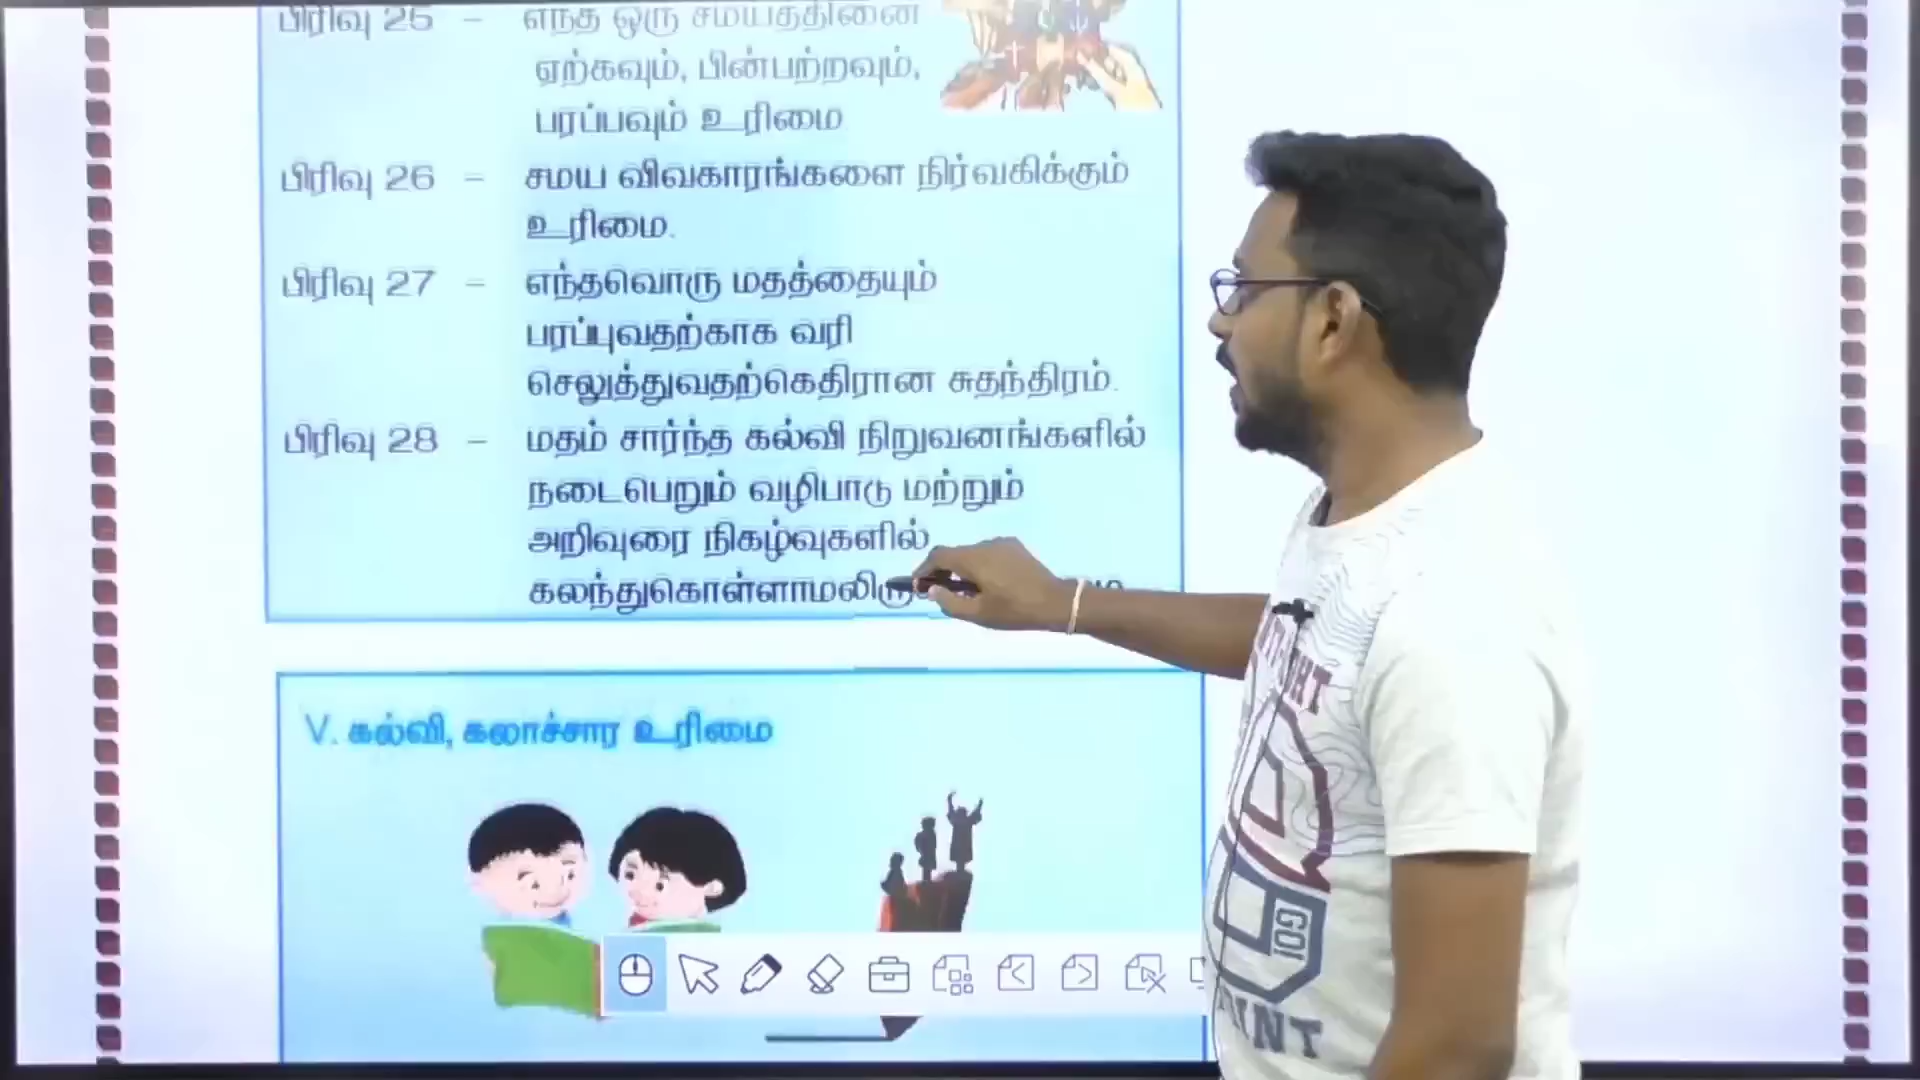 பிரிவு 25 – எந்த ஒரு சமயத்தினை
ஏற்கவும், பின்பற்றவும்,
பரப்பவும் உரிமை
பிரிவு 26 – சமய விவகாரங்களை நிர்வகிக்கும்
உரிமை.
பிரிவு 27 – எந்தவொரு மதத்தையும்
பரப்புவதற்காக வரி
செலுத்துவதற்கெதிரான சுதந்திரம்.
பிரிவு 28 – மதம் சார்ந்த கல்வி நிறுவனங்களில்
நடைபெறும் வழிபாடு மற்றும்
அறிவுரை நிகழ்வுகளில்
V. கல்வி, கலாச்சார உரிமை
GO!